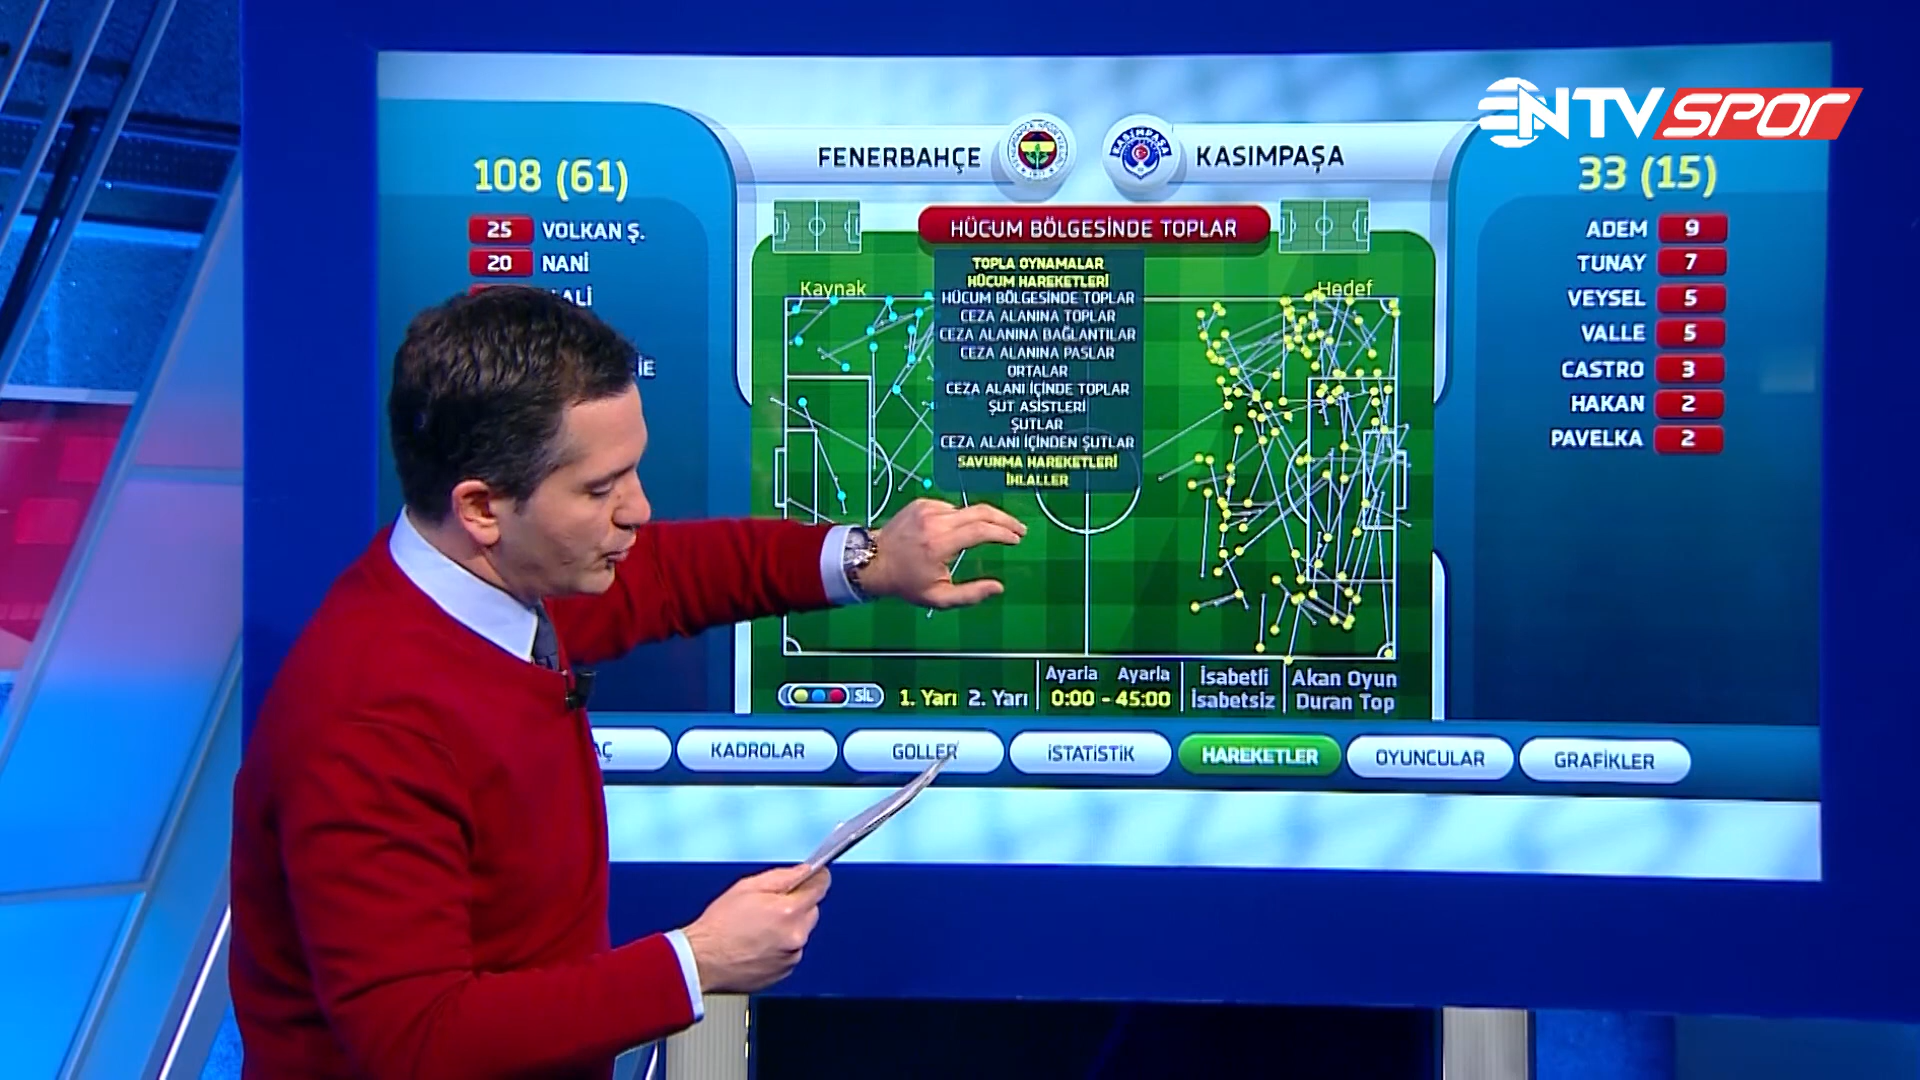 NTVSPOR
FENERBAHÇE
KASIMPAŞA
108 (61)
25 VOLKAN Ş.
20 NANİ
33 (15)
ADEM 9
TUNAY 7
VEYSEL 5
VALLE 5
CASTRO 3
HAKAN 2
PAVELKA 2
HÜCUM BÖLGESİNDE TOPLAR
Kaynak
Hedef
TOPLA OYNAMALAR
HÜCUM HAREKETLERİ
HÜCUM BÖLGESİNDE TOPLAR
CEZA ALANINA TOPLAR
CEZA ALANINA BAĞLANTILAR
CEZA ALANINA PASLAR
ORTALAR
CEZA ALANI İÇİNDE TOPLAR
ŞUT ASİSTLERİ
ŞUTLAR
CEZA ALANI İÇİNDEN ŞUTLAR
SAVUNMA HAREKETLERİ
İHLALLER
SİL
1. Yarı 2. Yarı
Ayarla Ayarla
0:00 - 45:00
İsabetli
İsabetsiz
Akan Oyun
Duran Top
KADROLAR
GOLLER
İSTATİSTİK
HAREKETLER
OYUNCULAR
GRAFİKLER